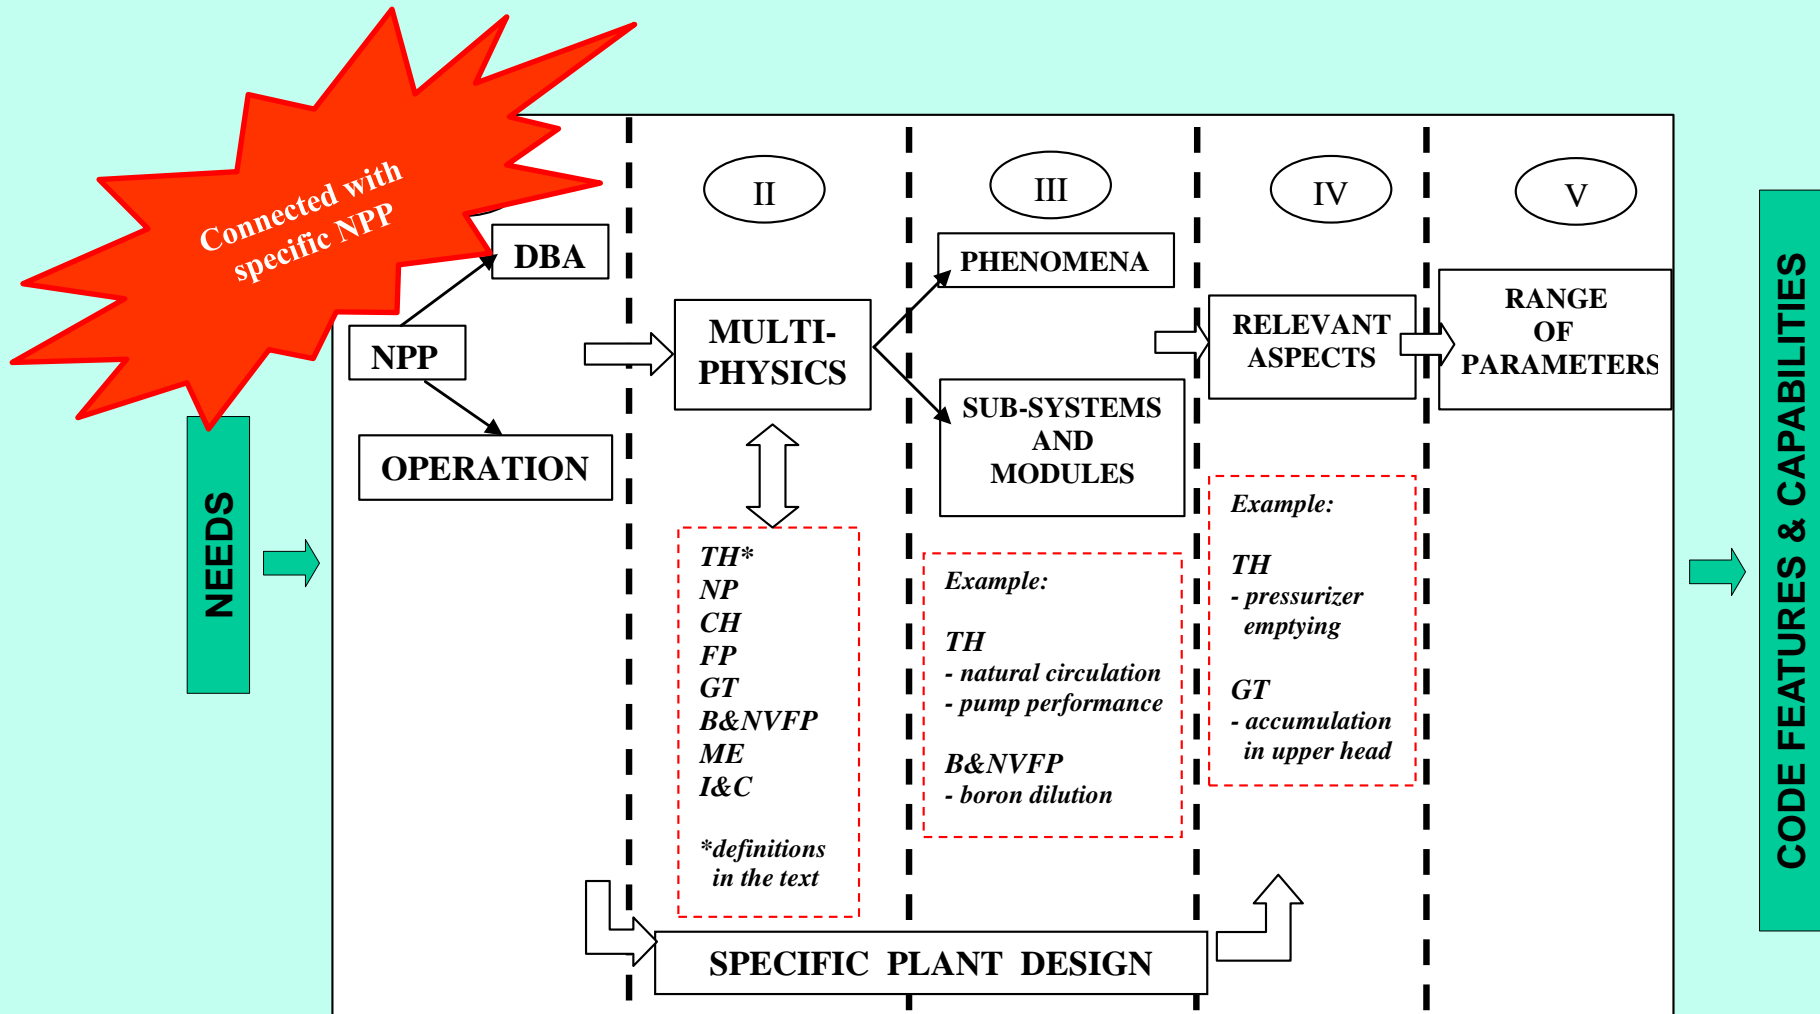 Connected with
specific NPP
NEEDS
DBA
NPP
OPERATION
II
MULTI-
PHYSICS
TH*
NP
CH
FP
GT
B&NVFP
ME
I&C
*definitions
in the text
III
PHENOMENA
SUB-SYSTEMS
AND
MODULES
Example:
TH
- natural circulation
- pump performance
B&NVFP
- boron dilution
IV
RELEVANT
ASPECTS
Example:
TH
- pressurizer
emptying
GT
- accumulation
in upper head
V
RANGE
OF
PARAMETERS
SPECIFIC PLANT DESIGN
CODE FEATURES & CAPABILITIES